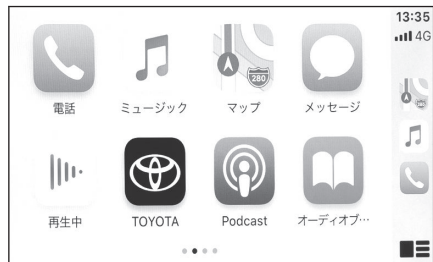 13:35
4G
電話
ミュージック
マップ
280
メッセージ
再生中
TOYOTA
Podcast
オーディオブ…